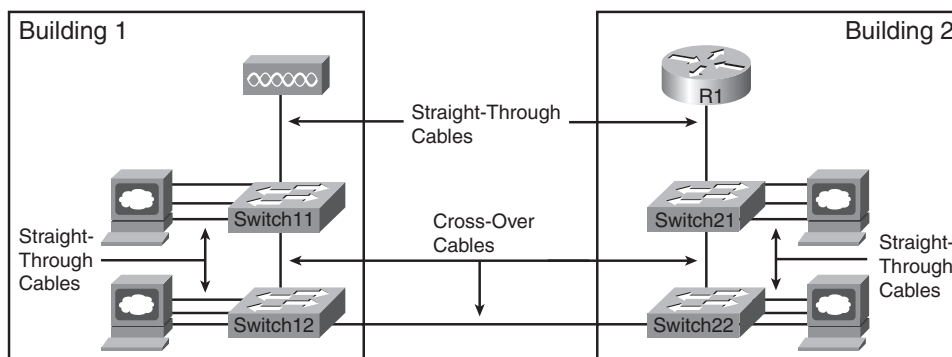 Building 1
Building 2
R1
Straight-Through
Cables
Switch11
Switch21
Straight-
Through
Cables
Cross-Over
Cables
Straight-
Through
Cables
Switch12
Switch22